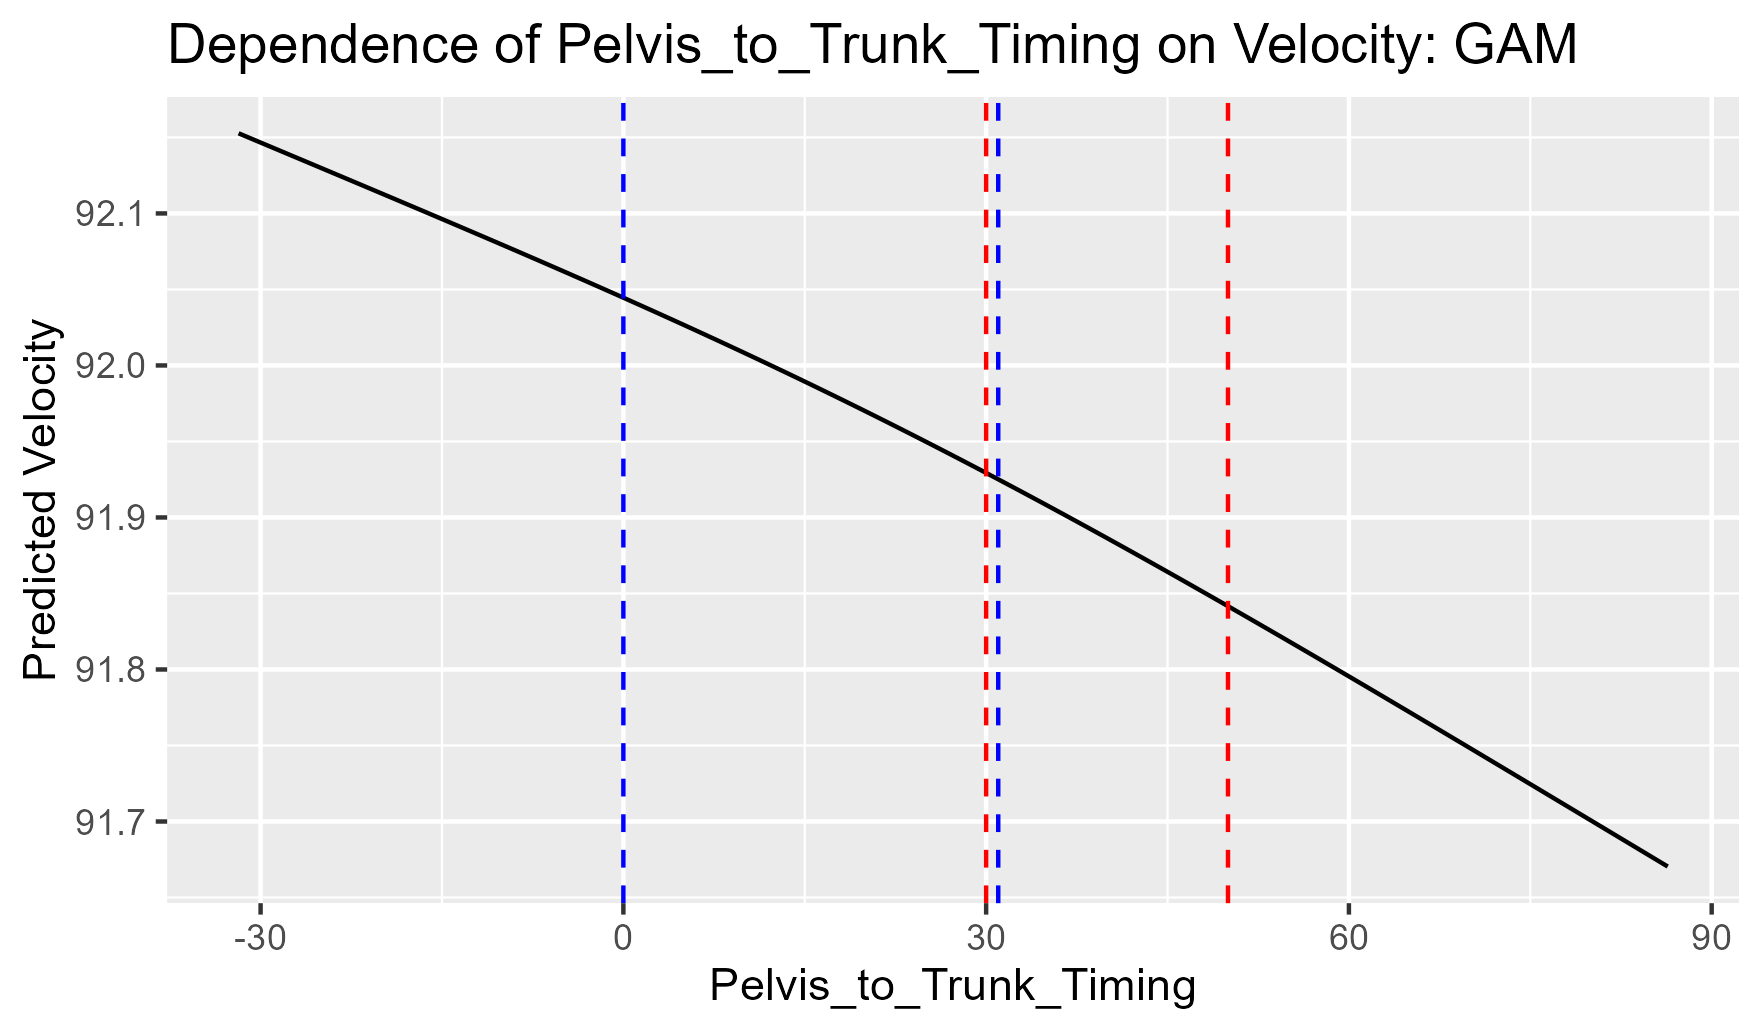 Dependence of Pelvis_to_Trunk_Timing on Velocity: GAM
Predicted Velocity
92.1
92.0
91.9
91.8
91.7
-30 0 30 60 90
Pelvis_to_Trunk_Timing